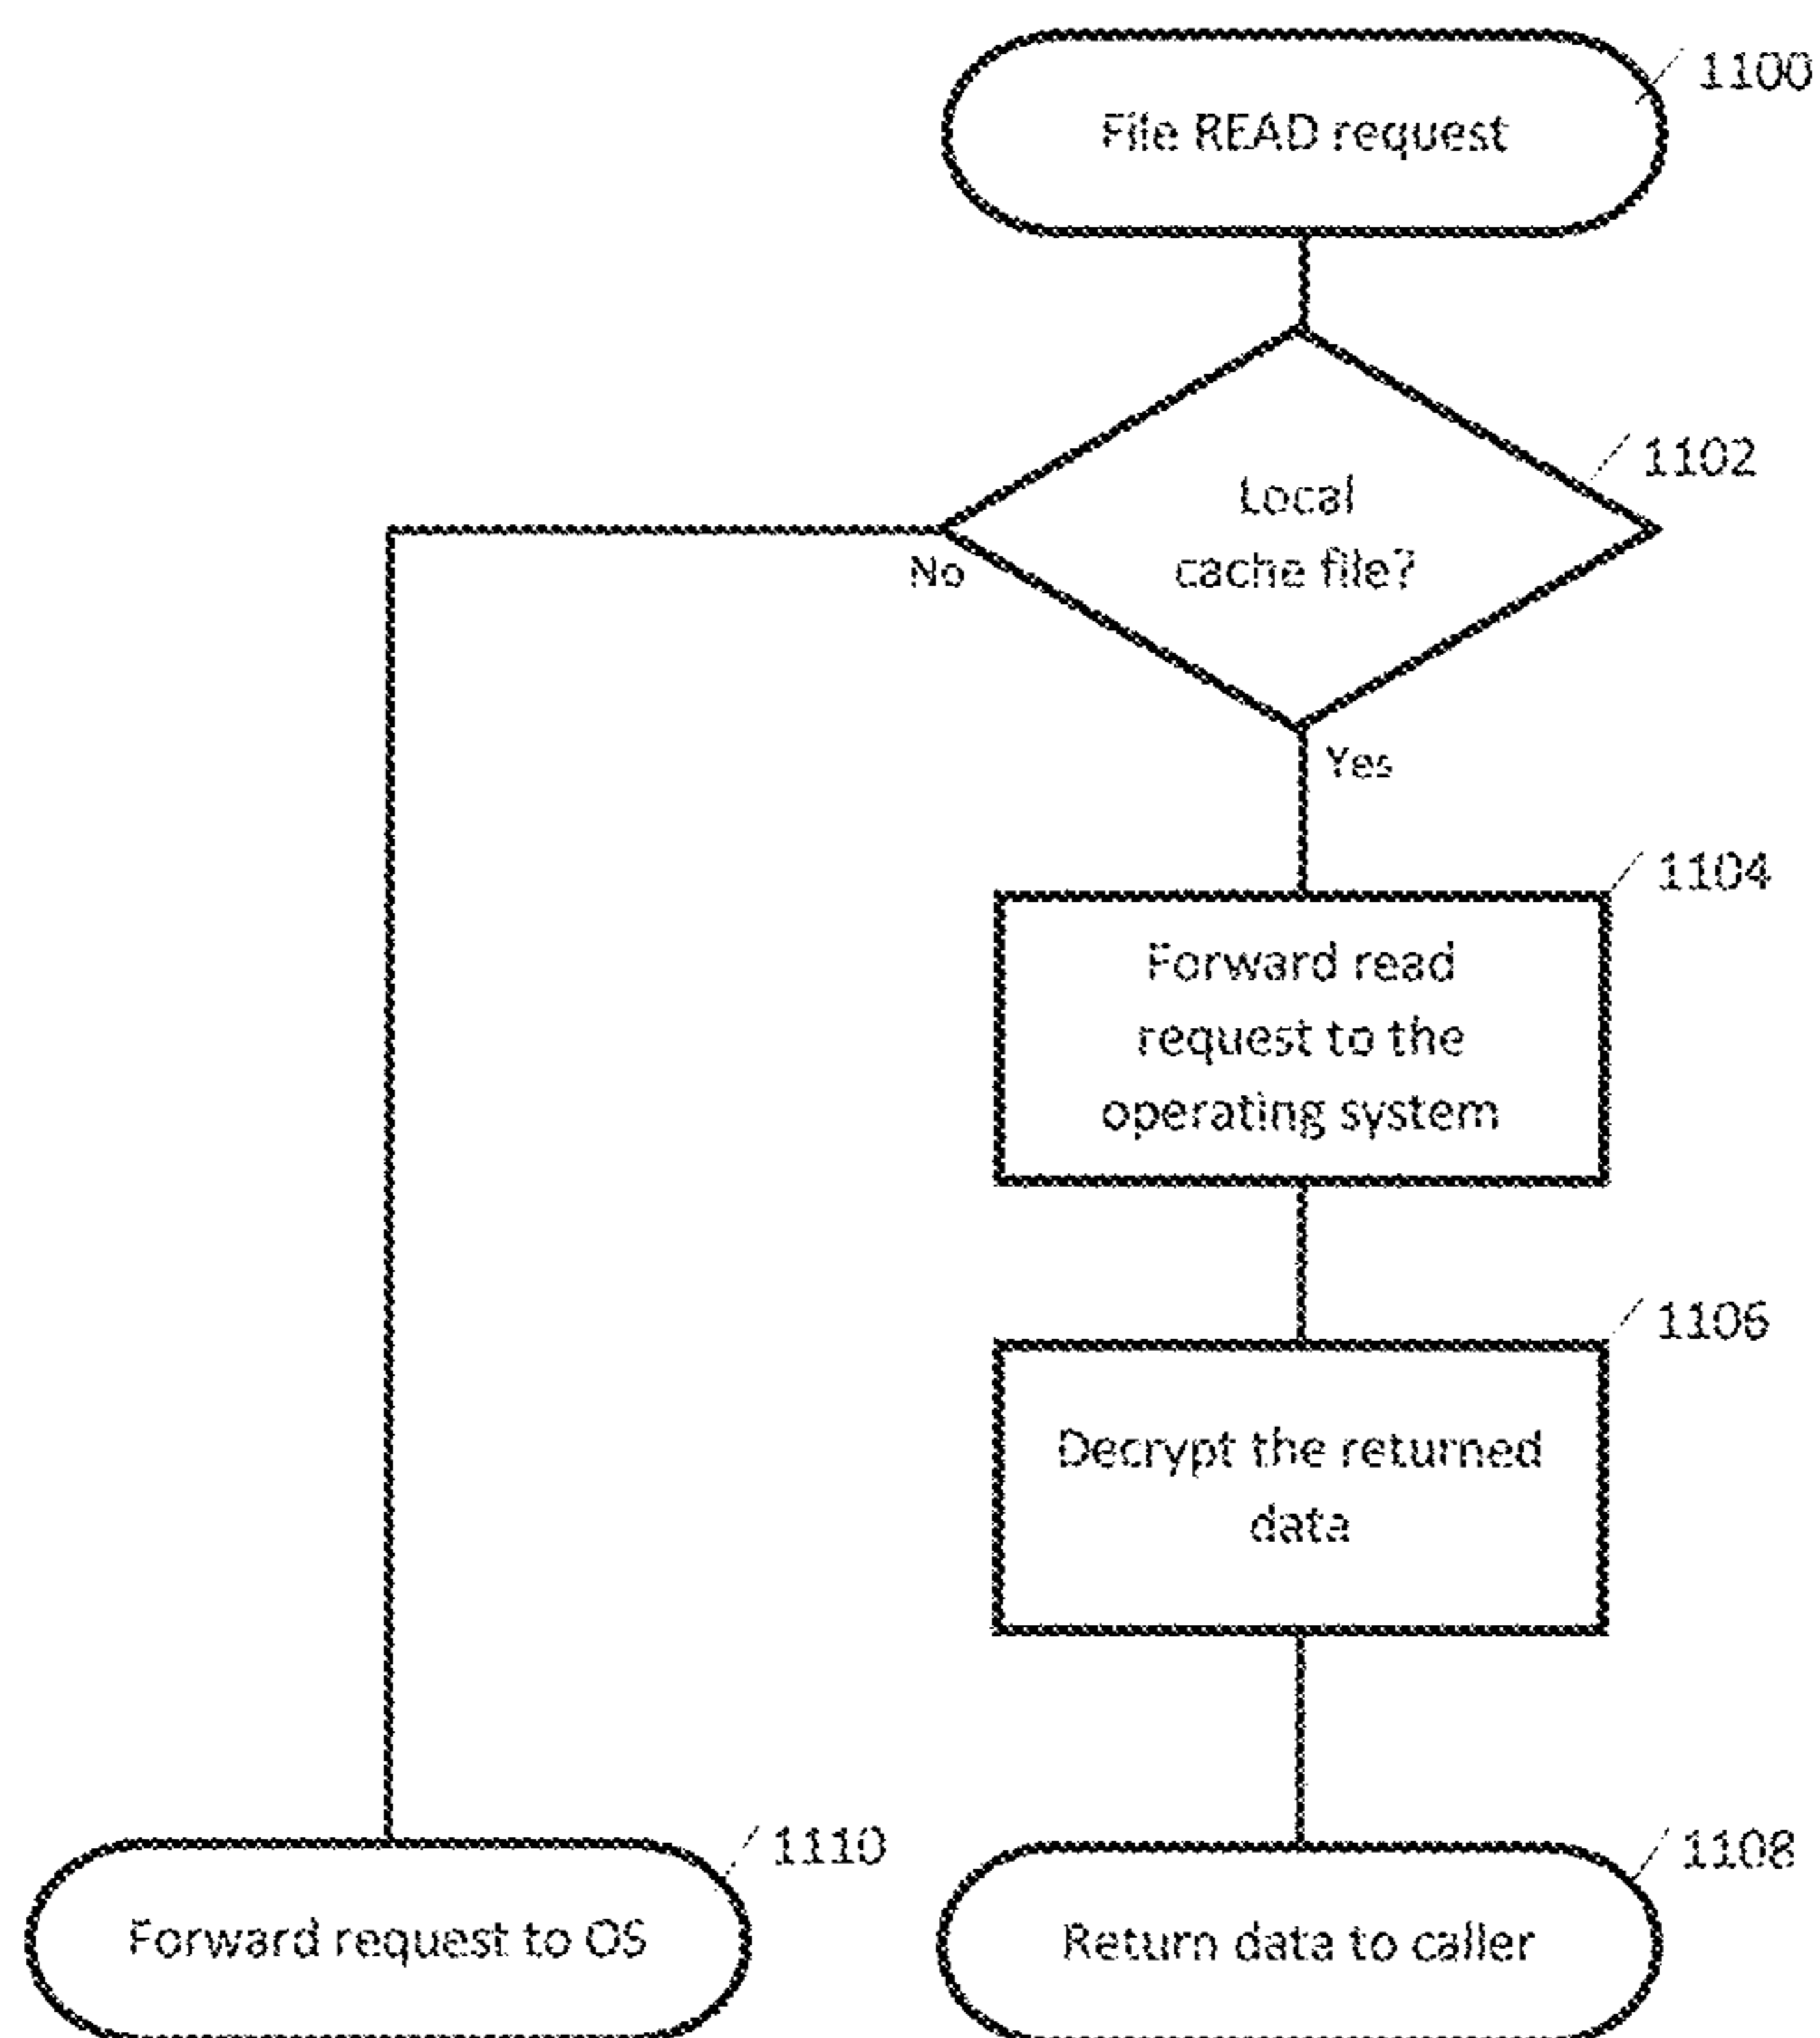 1100
File READ request
1102
Local
cache file?
No
Yes
1104
Forward read
request to the
operating system
1106
Decrypt the returned
data
1110
Forward request to OS
1108
Return data to caller